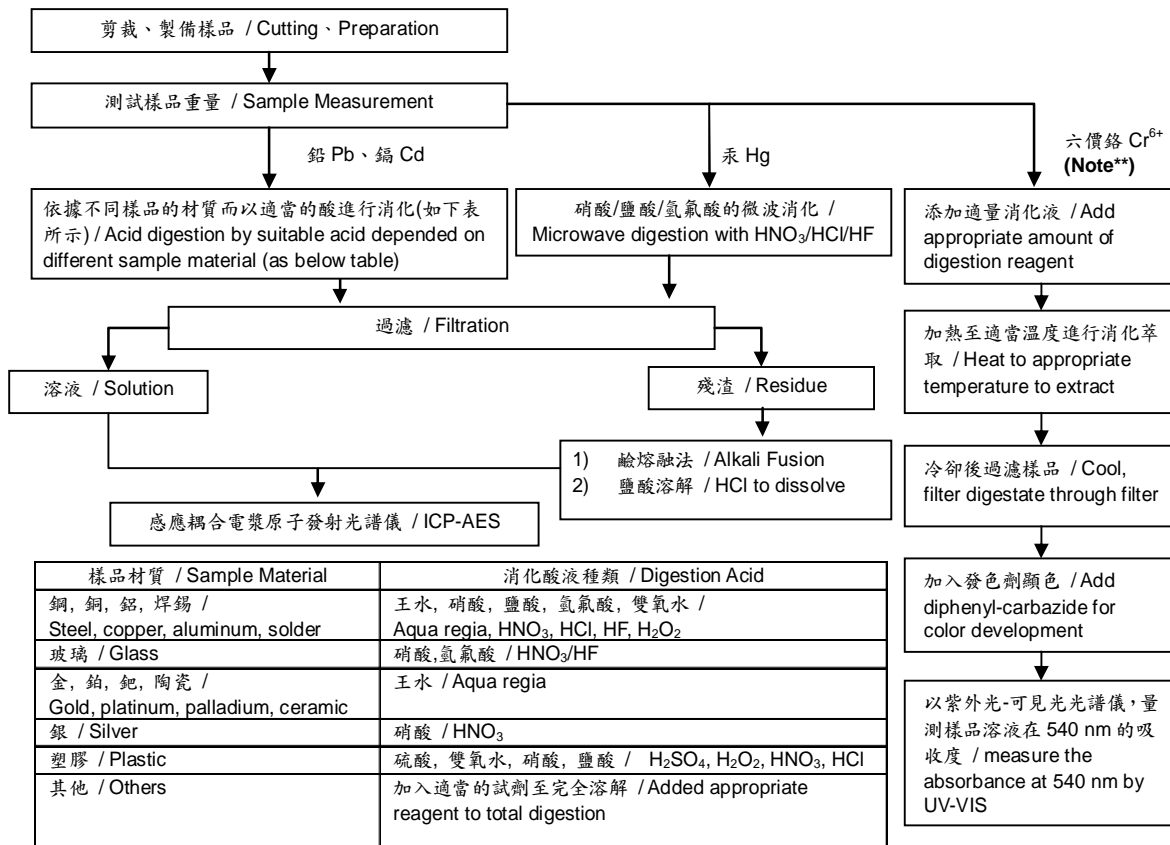 剪裁、製備樣品 / Cutting、Preparation
測試樣品重量 / Sample Measurement
鉛 Pb、鎘 Cd
汞 Hg
六價鉻 Cr⁶⁺
(Note**)
依據不同樣品的材質而以適當的酸進行消化(如下表
所示) / Acid digestion by suitable acid depended on
different sample material (as below table)
硝酸/鹽酸/氫氟酸的微波消化 /
Microwave digestion with HNO₃/HCl/HF
添加適量消化液 / Add
appropriate amount of
digestion reagent
過濾 / Filtration
加熱至適當溫度進行消化萃
取 / Heat to appropriate
temperature to extract
溶液 / Solution
殘渣 / Residue
1) 鹼熔融法 / Alkali Fusion
2) 鹽酸溶解 / HCl to dissolve
冷卻後過濾樣品 / Cool,
filter digestate through filter
感應耦合電漿原子發射光譜儀 / ICP-AES
加入發色劑顯色 / Add
diphenyl-carbazide for
color development
以紫外光-可見光光譜儀，量
測樣品溶液在 540 nm 的吸
收度 / measure the
absorbance at 540 nm by
UV-VIS
樣品材質 / Sample Material 消化酸液種類 / Digestion Acid
鋼, 銅, 鋁, 焊錫 / 王水, 硝酸, 鹽酸, 氫氟酸, 雙氧水 /
Steel, copper, aluminum, solder Aqua regia, HNO₃, HCl, HF, H₂O₂
玻璃 / Glass 硝酸,氫氟酸 / HNO₃/HF
金, 鉑, 鈀, 陶瓷 / 王水 / Aqua regia
Gold, platinum, palladium, ceramic
銀 / Silver 硝酸 / HNO₃
塑膠 / Plastic 硫酸, 雙氧水, 硝酸, 鹽酸 / H₂SO₄, H₂O₂, HNO₃, HCl
其他 / Others 加入適當的試劑至完全溶解 / Added appropriate
reagent to total digestion